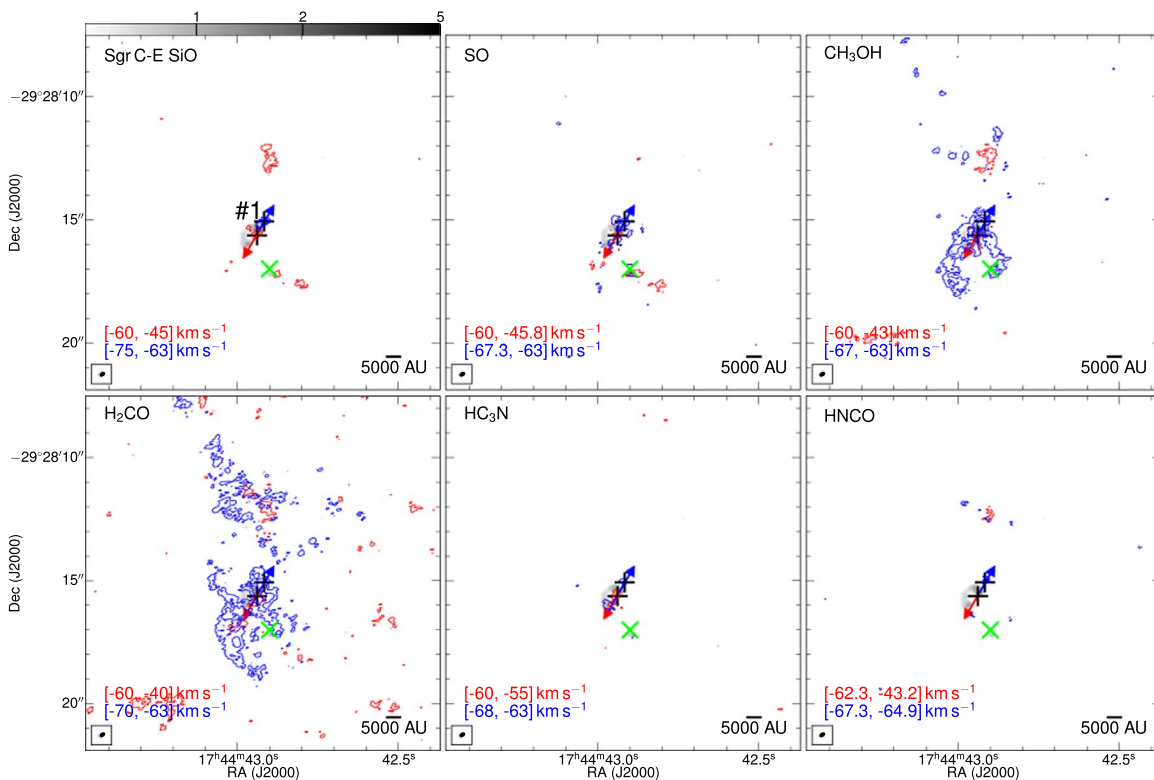 1 2 5
Sgr C-E SiO
SO
CH₃OH
−29°28′10″
15″
20″
Dec (J2000)
#1
[-60, -45] km s⁻¹
[-75, -63] km s⁻¹
5000 AU
[-60, -45.8] km s⁻¹
[-67.3, -63] km s⁻¹
5000 AU
[-60, -43] km s⁻¹
[-67, -63] km s⁻¹
5000 AU
H₂CO
HC₃N
HNCO
−29°28′10″
15″
20″
Dec (J2000)
[-60, -40] km s⁻¹
[-70, -63] km s⁻¹
5000 AU
[-60, -55] km s⁻¹
[-68, -63] km s⁻¹
5000 AU
[-62.3, -43.2] km s⁻¹
[-67.3, -64.9] km s⁻¹
5000 AU
17ʰ44ᵐ43.0ˢ 42.5ˢ
RA (J2000)
17ʰ44ᵐ43.0ˢ 42.5ˢ
RA (J2000)
17ʰ44ᵐ43.0ˢ 42.5ˢ
RA (J2000)